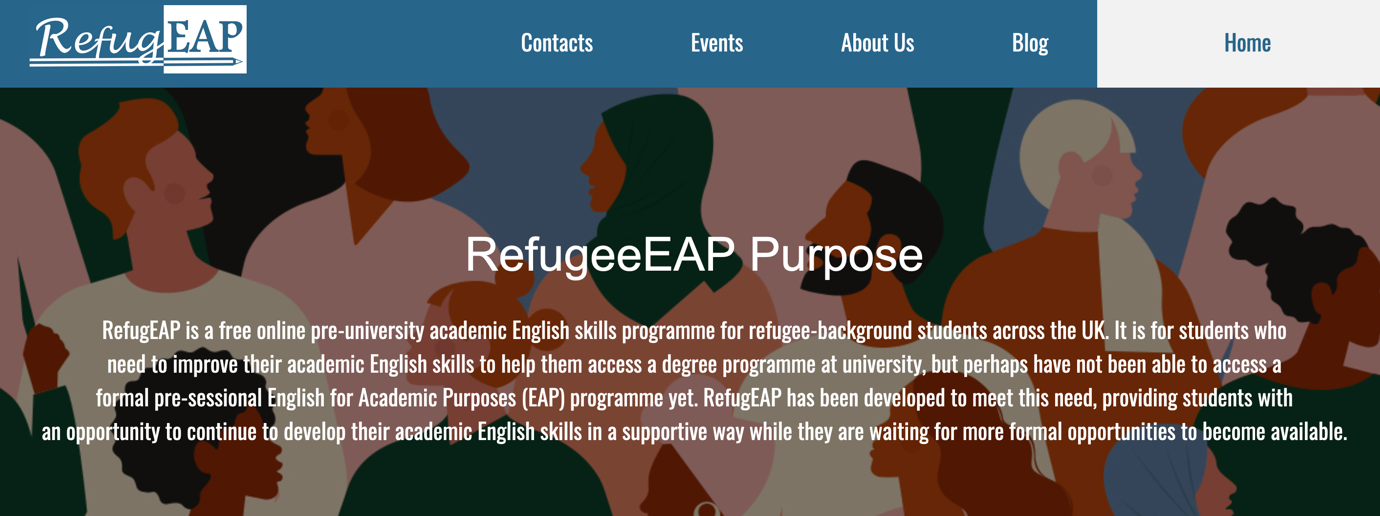 RefugEAP
Contacts
Events
About Us
Blog
Home
RefugeeEAP Purpose
RefugEAP is a free online pre-university academic English skills programme for refugee-background students across the UK. It is for students who
need to improve their academic English skills to help them access a degree programme at university, but perhaps have not been able to access a
formal pre-sessional English for Academic Purposes (EAP) programme yet. RefugEAP has been developed to meet this need, providing students with
an opportunity to continue to develop their academic English skills in a supportive way while they are waiting for more formal opportunities to become available.